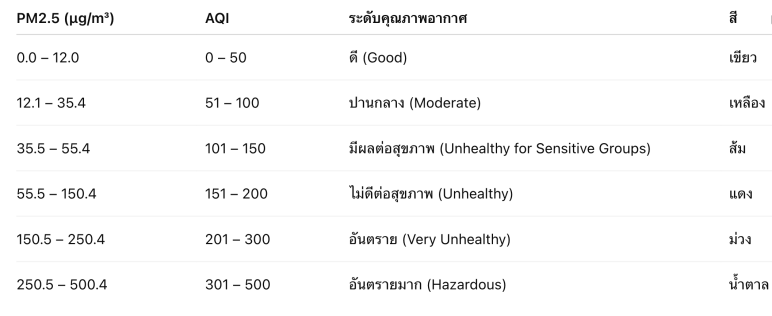 PM2.5 (µg/m³) AQI ระดับคุณภาพอากาศ สี
0.0 – 12.0 0 – 50 ดี (Good) เขียว
12.1 – 35.4 51 – 100 ปานกลาง (Moderate) เหลือง
35.5 – 55.4 101 – 150 มีผลต่อสุขภาพ (Unhealthy for Sensitive Groups) ส้ม
55.5 – 150.4 151 – 200 ไม่ดีต่อสุขภาพ (Unhealthy) แดง
150.5 – 250.4 201 – 300 อันตราย (Very Unhealthy) ม่วง
250.5 – 500.4 301 – 500 อันตรายมาก (Hazardous) น้ำตาล